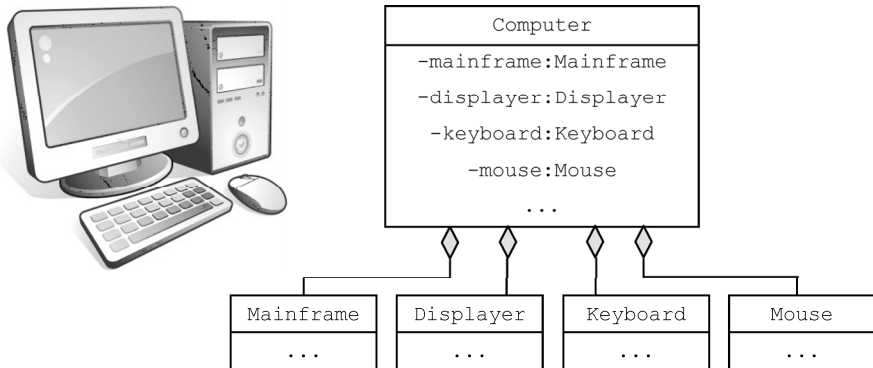 Computer
-mainframe:Mainframe
-displayer:Displayer
-keyboard:Keyboard
-mouse:Mouse
...
Mainframe
...
Displayer
...
Keyboard
...
Mouse
...